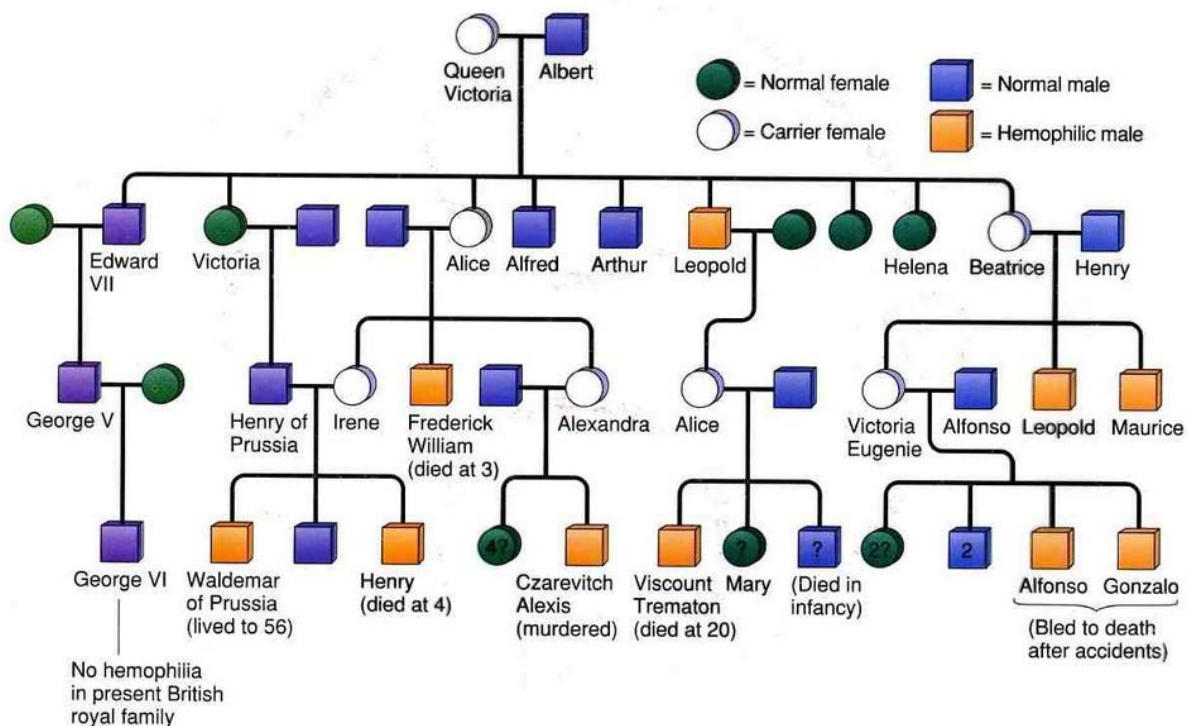 Queen
Victoria
Albert
= Normal female
= Normal male
= Carrier female
= Hemophilic male
Edward
VII
Victoria
Alice
Alfred
Arthur
Leopold
Helena
Beatrice
Henry
George V
Henry of
Prussia
Irene
Frederick
William
(died at 3)
Alexandra
Alice
Victoria
Eugenie
Alfonso
Leopold
Maurice
4?
?
?
2?
2
George VI
Waldemar
of Prussia
(lived to 56)
Henry
(died at 4)
Czarevitch
Alexis
(murdered)
Viscount
Trematon
(died at 20)
Mary
(Died in
infancy)
Alfonso
Gonzalo
(Bled to death
after accidents)
No hemophilia
in present British
royal family